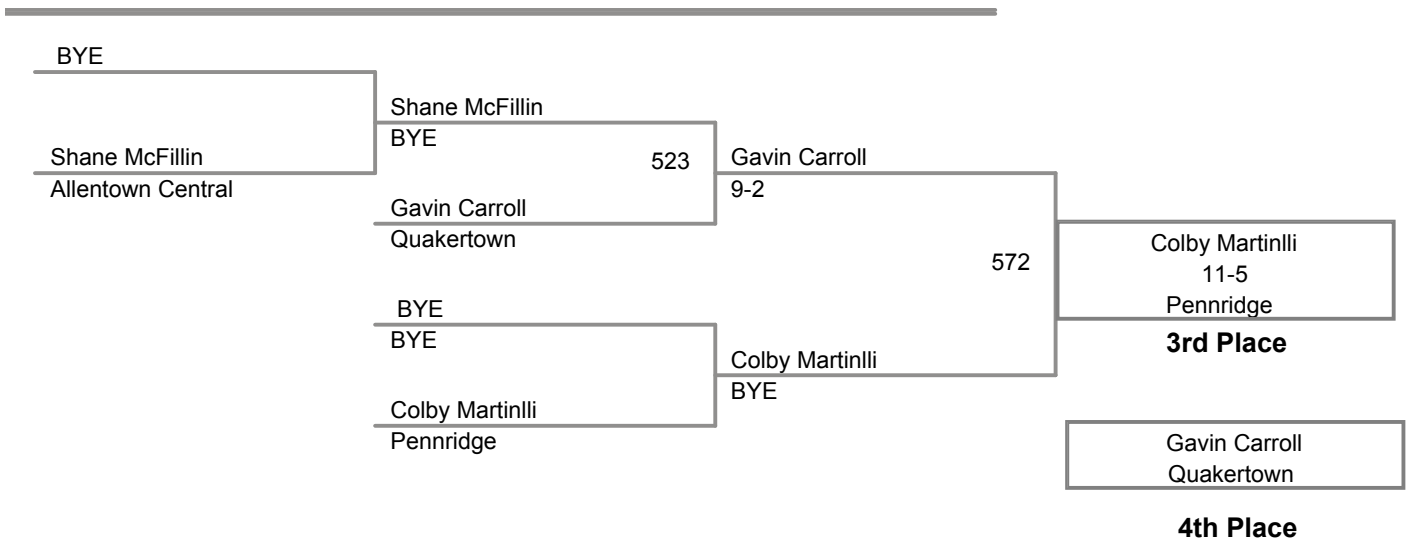 BYE
Shane McFillin
Allentown Central
Shane McFillin
BYE
523
Gavin Carroll
Quakertown
BYE
BYE
Colby Martinlli
Pennridge
Gavin Carroll
9-2
572
Colby Martinlli
BYE
Colby Martinlli
11-5
Pennridge
3rd Place
Gavin Carroll
Quakertown
4th Place